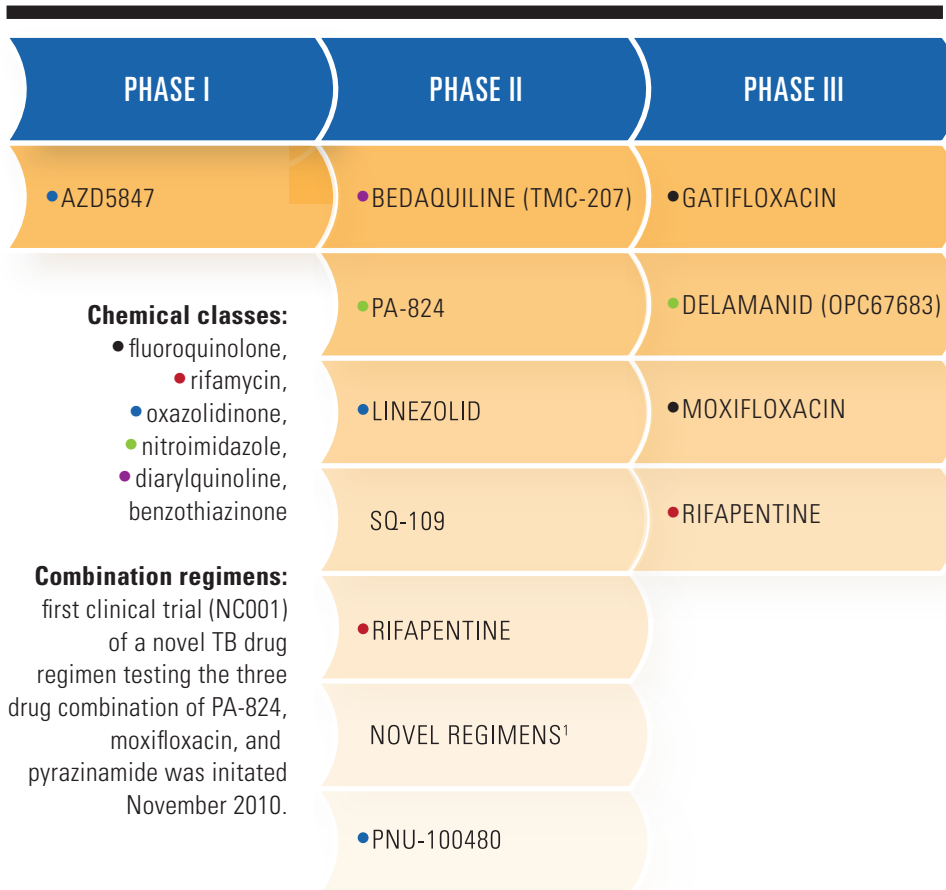 PHASE I
PHASE II
PHASE III
•AZD5847
•BEDAQUILINE (TMC-207)
•GATIFLOXACIN
•PA-824
•DELAMANID (OPC67683)
•LINEZOLID
•MOXIFLOXACIN
SQ-109
•RIFAPENTINE
•RIFAPENTINE
NOVEL REGIMENS¹
•PNU-100480
Chemical classes:
• fluoroquinolone,
• rifamycin,
• oxazolidinone,
• nitroimidazole,
• diarylquinoline,
benzothiazinone
Combination regimens:
first clinical trial (NC001)
of a novel TB drug
regimen testing the three
drug combination of PA-824,
moxifloxacin, and
pyrazinamide was initated
November 2010.